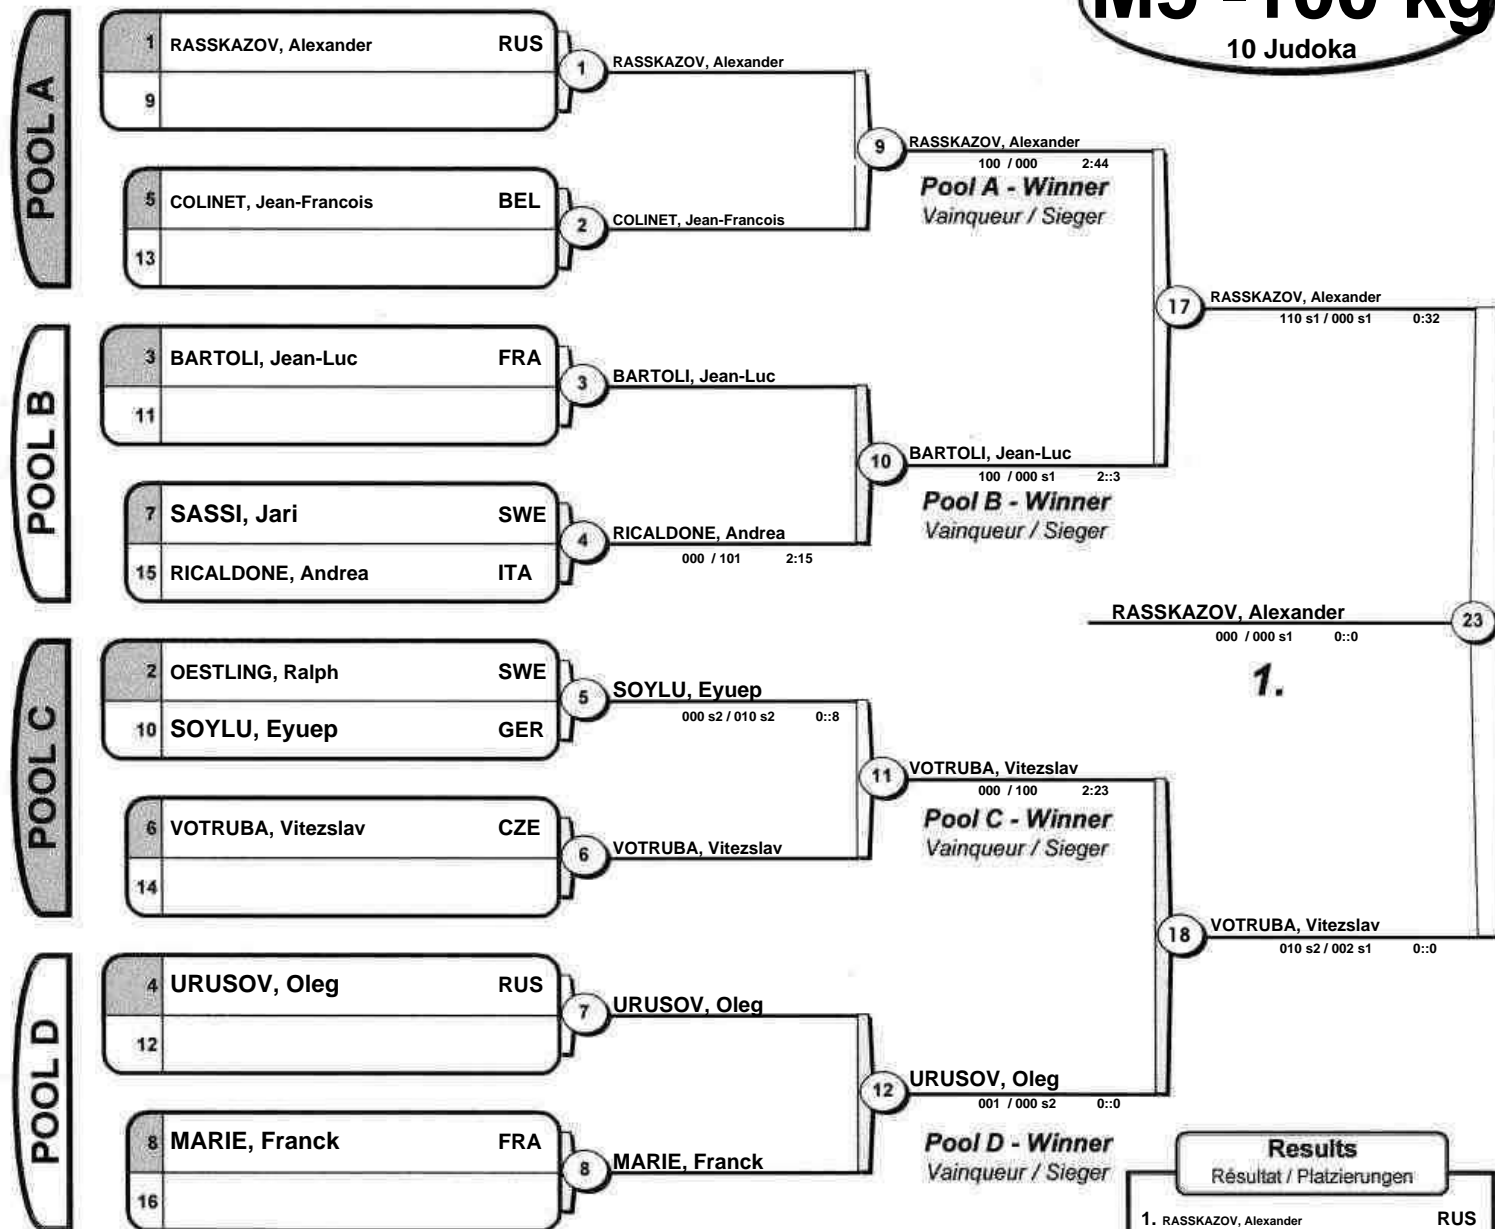 M5 -100 kg
10 Judoka
POOL A
1 RASSKAZOV, Alexander RUS
9
1 RASSKAZOV, Alexander
5 COLINET, Jean-Francois BEL
13
2 COLINET, Jean-Francois
9 RASSKAZOV, Alexander
100 / 000 2:44
Pool A - Winner
Vainqueur / Sieger
POOL B
3 BARTOLI, Jean-Luc FRA
11
3 BARTOLI, Jean-Luc
7 SASSI, Jari SWE
15 RICALDONE, Andrea ITA
4 RICALDONE, Andrea
000 / 101 2:15
10 BARTOLI, Jean-Luc
100 / 000 s1 2::3
Pool B - Winner
Vainqueur / Sieger
17 RASSKAZOV, Alexander
110 s1 / 000 s1 0:32
RASSKAZOV, Alexander 23
000 / 000 s1 0::0
1.
POOL C
2 OESTLING, Ralph SWE
10 SOYLU, Eyuep GER
5 SOYLU, Eyuep
000 s2 / 010 s2 0::8
6 VOTRUBA, Vitezslav CZE
14
6 VOTRUBA, Vitezslav
11 VOTRUBA, Vitezslav
000 / 100 2:23
Pool C - Winner
Vainqueur / Sieger
18 VOTRUBA, Vitezslav
010 s2 / 002 s1 0::0
POOL D
4 URUSOV, Oleg RUS
12
7 URUSOV, Oleg
8 MARIE, Franck FRA
16
8 MARIE, Franck
12 URUSOV, Oleg
001 / 000 s2 0::0
Pool D - Winner
Vainqueur / Sieger
Results
Résultat / Platzierungen
1. RASSKAZOV, Alexander RUS